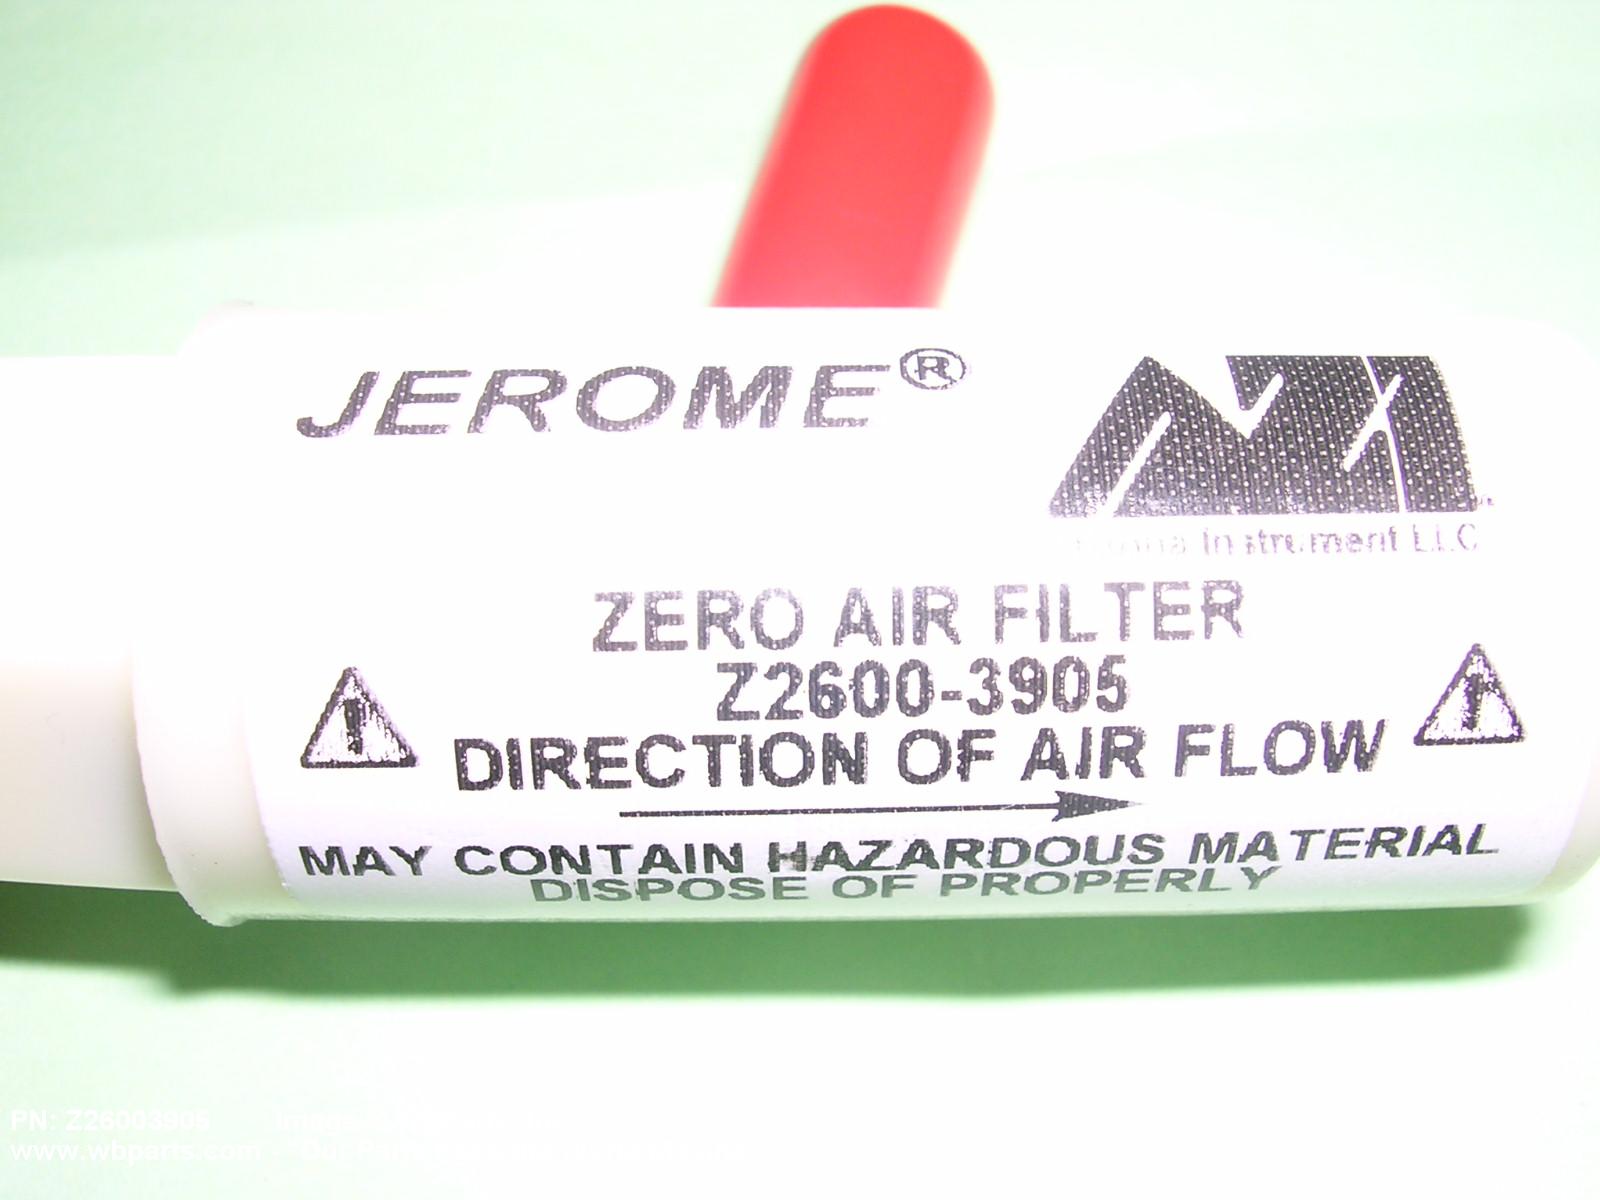 JEROME®
Instrument LLC
ZERO AIR FILTER
Z2600-3905
DIRECTION OF AIR FLOW
MAY CONTAIN HAZARDOUS MATERIAL
DISPOSE OF PROPERLY
PN: Z26003905
www.wbparts.com